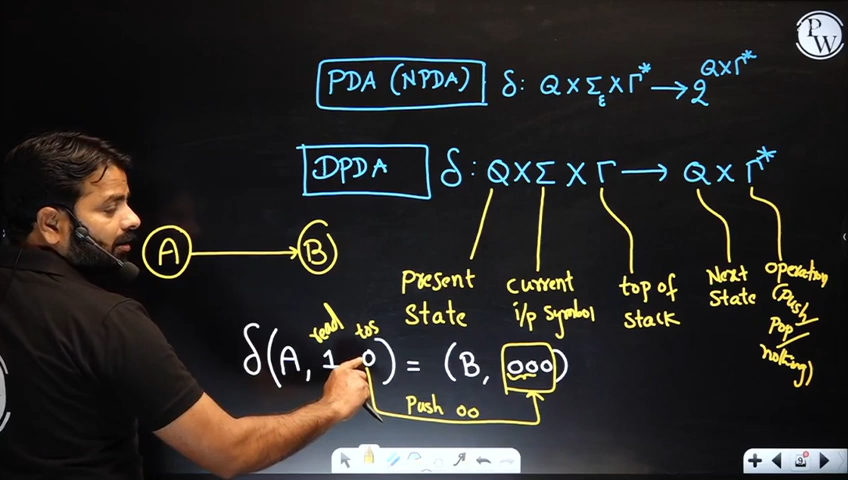 PW
PDA (NPDA) δ: Q × Σε × Γ* → 2^Q×Γ*
DPDA δ: Q × Σ × Γ → Q × Γ*
A → B
Present State
current i/p symbol
top of stack
Next State
operation (Push/ Pop/ nothing)
read tos
δ(A, 1 0) = (B, 000)
Push 00
9